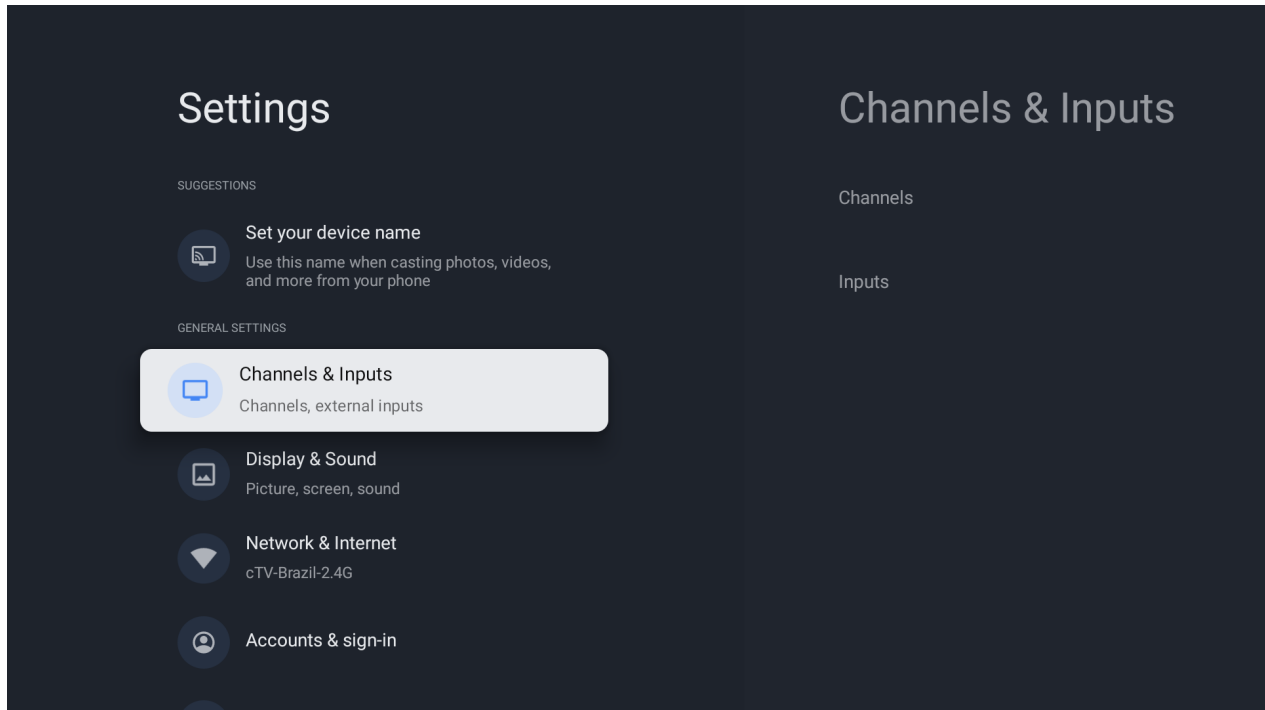 Settings
SUGGESTIONS
Set your device name
Use this name when casting photos, videos,
and more from your phone
GENERAL SETTINGS
Channels & Inputs
Channels, external inputs
Display & Sound
Picture, screen, sound
Network & Internet
cTV-Brazil-2.4G
Accounts & sign-in
Channels & Inputs
Channels
Inputs